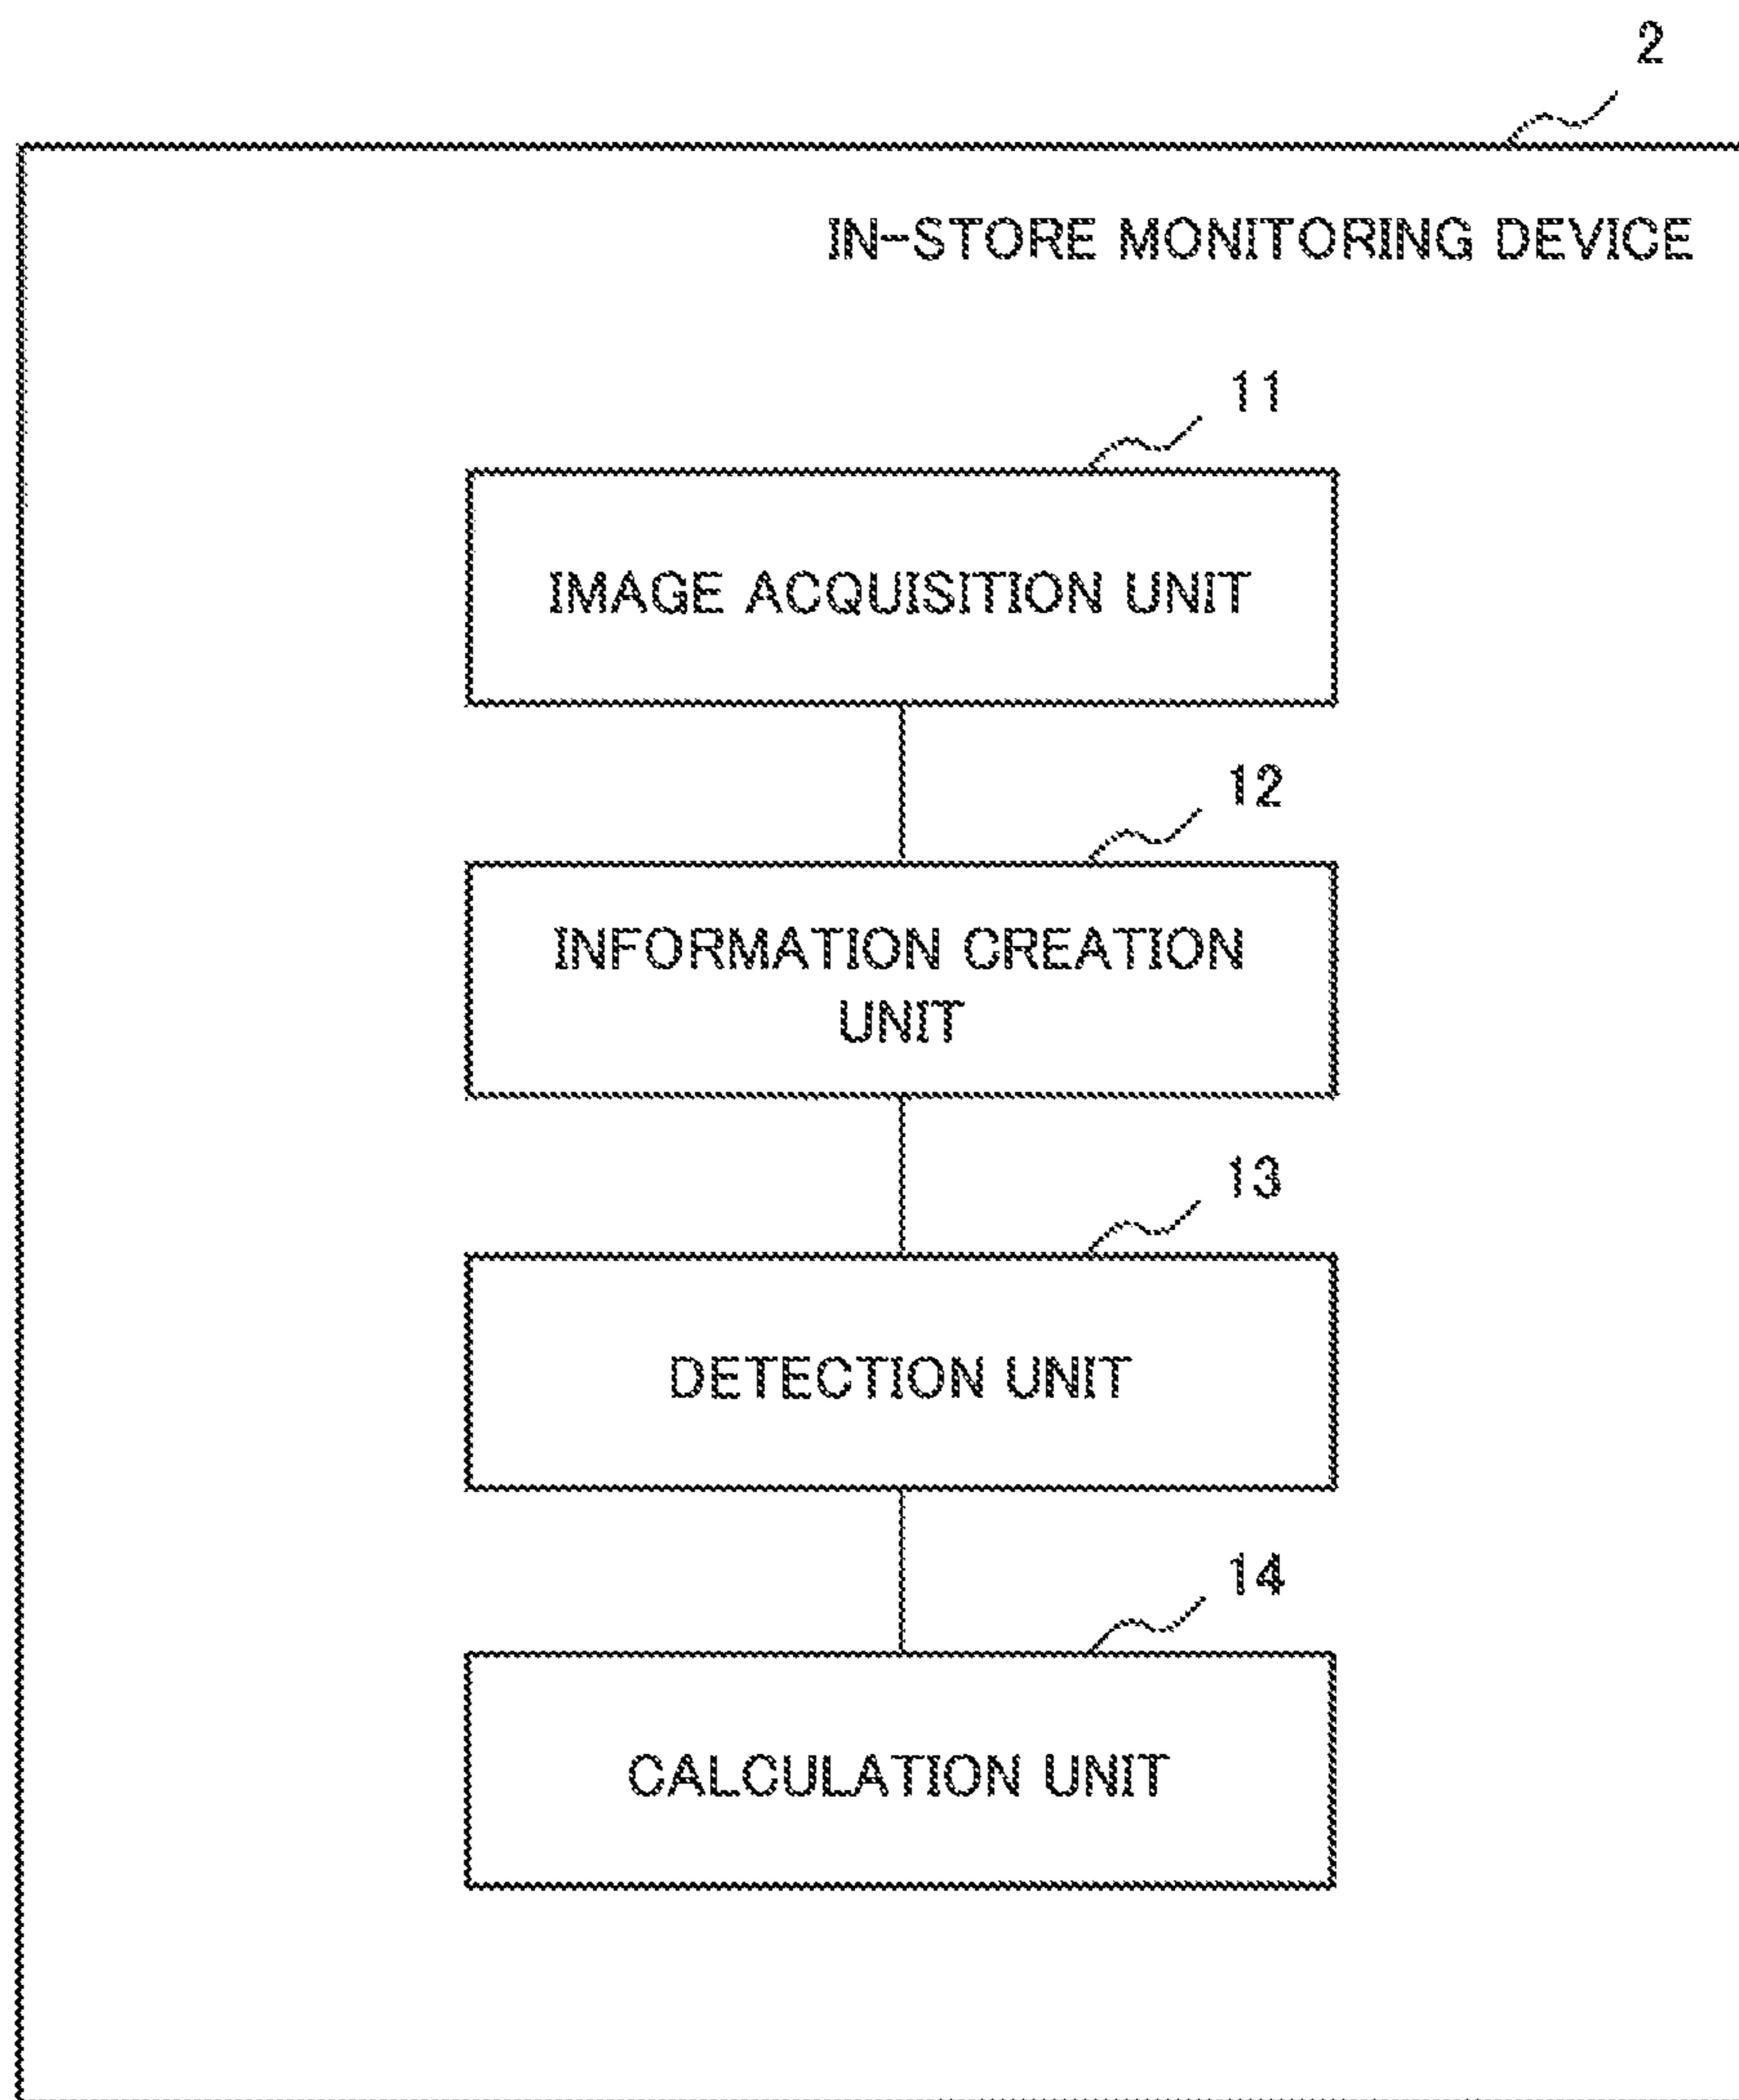 2
IN-STORE MONITORING DEVICE
11
IMAGE ACQUISITION UNIT
12
INFORMATION CREATION
UNIT
13
DETECTION UNIT
14
CALCULATION UNIT